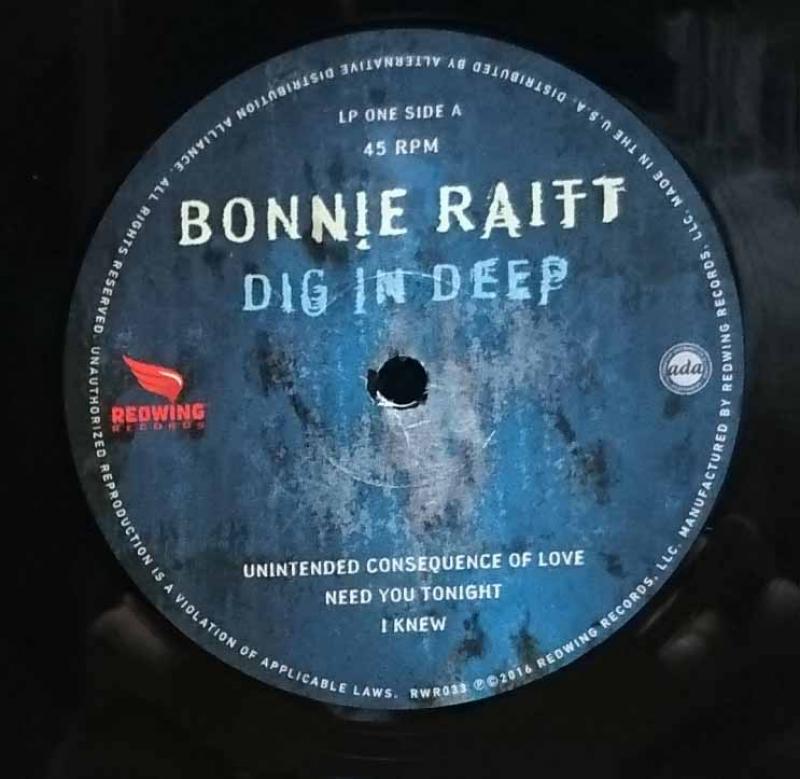 LP ONE SIDE A
45 RPM
BONNIE RAITT
DIG IN DEEP
REDWING
RECORDS
ada
UNINTENDED CONSEQUENCE OF LOVE
NEED YOU TONIGHT
I KNEW
RWR033 ℗©2016 REDWING RECORDS, LLC. MANUFACTURED BY REDWING RECORDS, LLC. MADE IN THE U.S.A. DISTRIBUTED BY ALTERNATIVE DISTRIBUTION ALLIANCE. ALL RIGHTS RESERVED. UNAUTHORIZED REPRODUCTION IS A VIOLATION OF APPLICABLE LAWS.